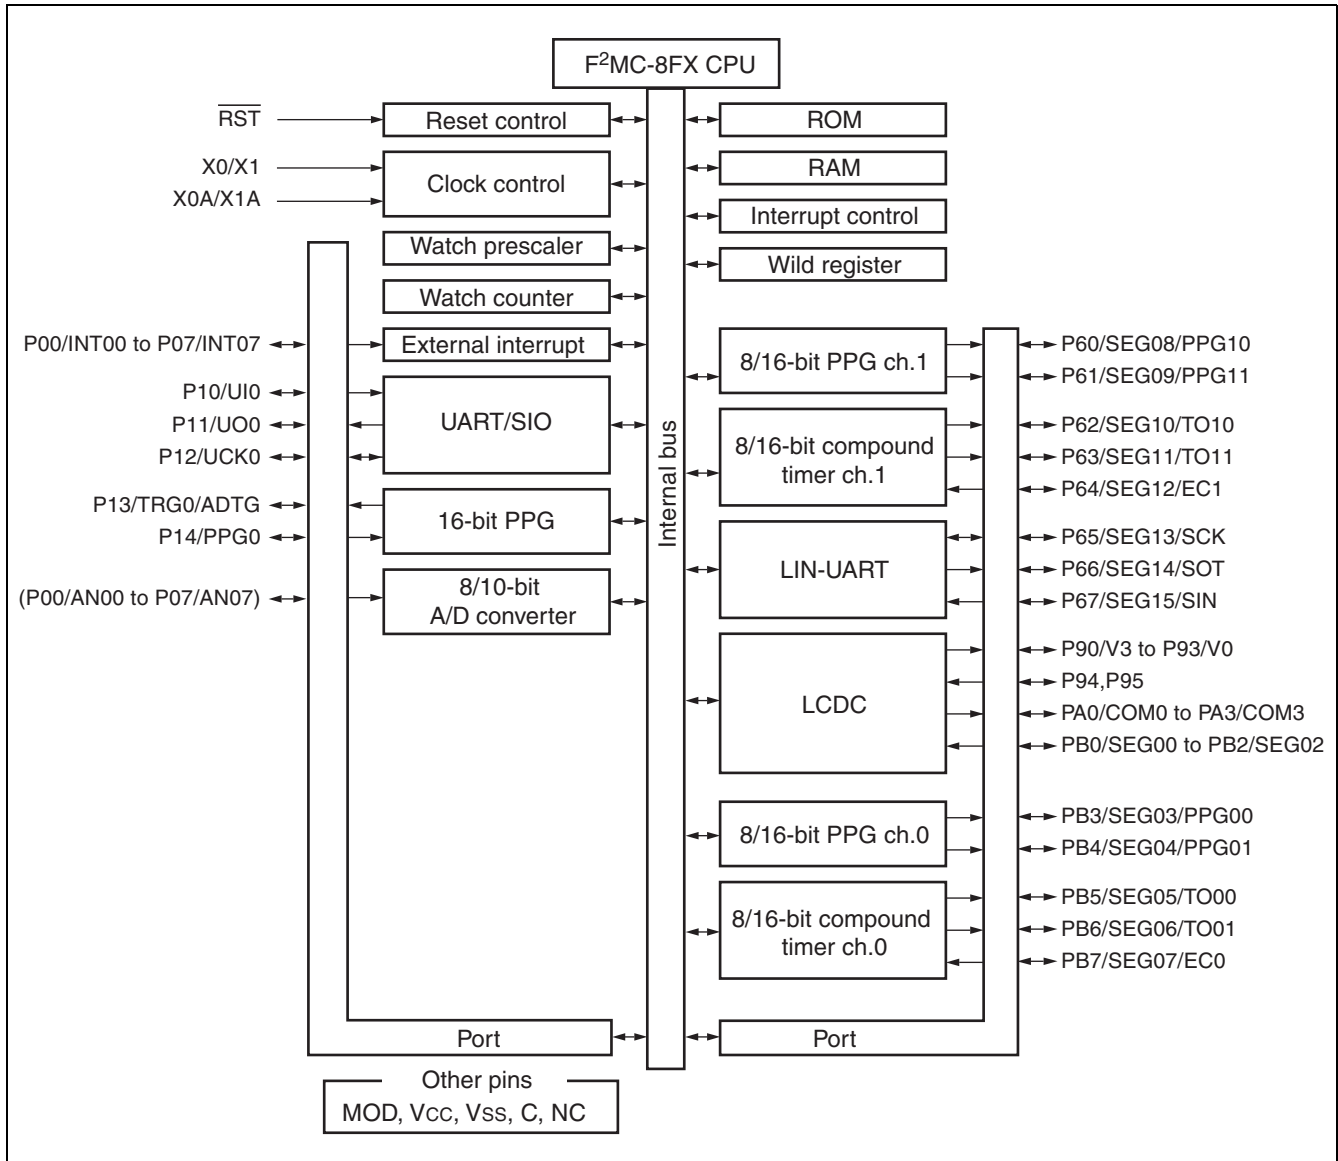 F²MC-8FX CPU
RST
Reset control
ROM
X0/X1
X0A/X1A
Clock control
RAM
Interrupt control
Watch prescaler
Wild register
Watch counter
P00/INT00 to P07/INT07
External interrupt
P10/UI0
P11/UO0
P12/UCK0
UART/SIO
P13/TRG0/ADTG
P14/PPG0
16-bit PPG
(P00/AN00 to P07/AN07)
8/10-bit
A/D converter
Internal bus
8/16-bit PPG ch.1
P60/SEG08/PPG10
P61/SEG09/PPG11
8/16-bit compound
timer ch.1
P62/SEG10/TO10
P63/SEG11/TO11
P64/SEG12/EC1
LIN-UART
P65/SEG13/SCK
P66/SEG14/SOT
P67/SEG15/SIN
LCDC
P90/V3 to P93/V0
P94,P95
PA0/COM0 to PA3/COM3
PB0/SEG00 to PB2/SEG02
8/16-bit PPG ch.0
PB3/SEG03/PPG00
PB4/SEG04/PPG01
8/16-bit compound
timer ch.0
PB5/SEG05/TO00
PB6/SEG06/TO01
PB7/SEG07/EC0
Port
Port
Other pins
MOD, VCC, VSS, C, NC